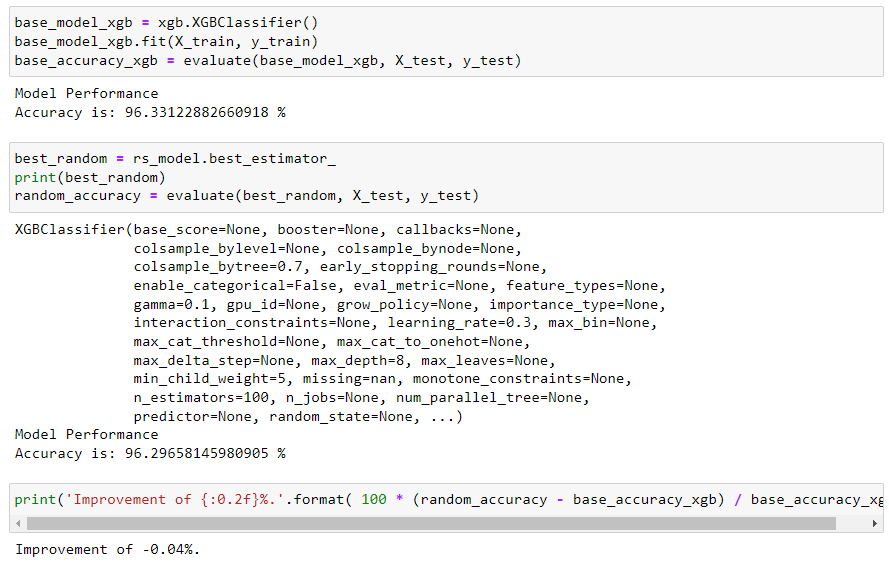 base_model_xgb = xgb.XGBClassifier()
base_model_xgb.fit(X_train, y_train)
base_accuracy_xgb = evaluate(base_model_xgb, X_test, y_test)
Model Performance
Accuracy is: 96.33122882660918 %
best_random = rs_model.best_estimator_
print(best_random)
random_accuracy = evaluate(best_random, X_test, y_test)
XGBClassifier(base_score=None, booster=None, callbacks=None,
              colsample_bylevel=None, colsample_bynode=None,
              colsample_bytree=0.7, early_stopping_rounds=None,
              enable_categorical=False, eval_metric=None, feature_types=None,
              gamma=0.1, gpu_id=None, grow_policy=None, importance_type=None,
              interaction_constraints=None, learning_rate=0.3, max_bin=None,
              max_cat_threshold=None, max_cat_to_onehot=None,
              max_delta_step=None, max_depth=8, max_leaves=None,
              min_child_weight=5, missing=nan, monotone_constraints=None,
              n_estimators=100, n_jobs=None, num_parallel_tree=None,
              predictor=None, random_state=None, ...)
Model Performance
Accuracy is: 96.29658145980905 %
print('Improvement of {:0.2f}%.'.format( 100 * (random_accuracy - base_accuracy_xgb) / base_accuracy_xg
Improvement of -0.04%.